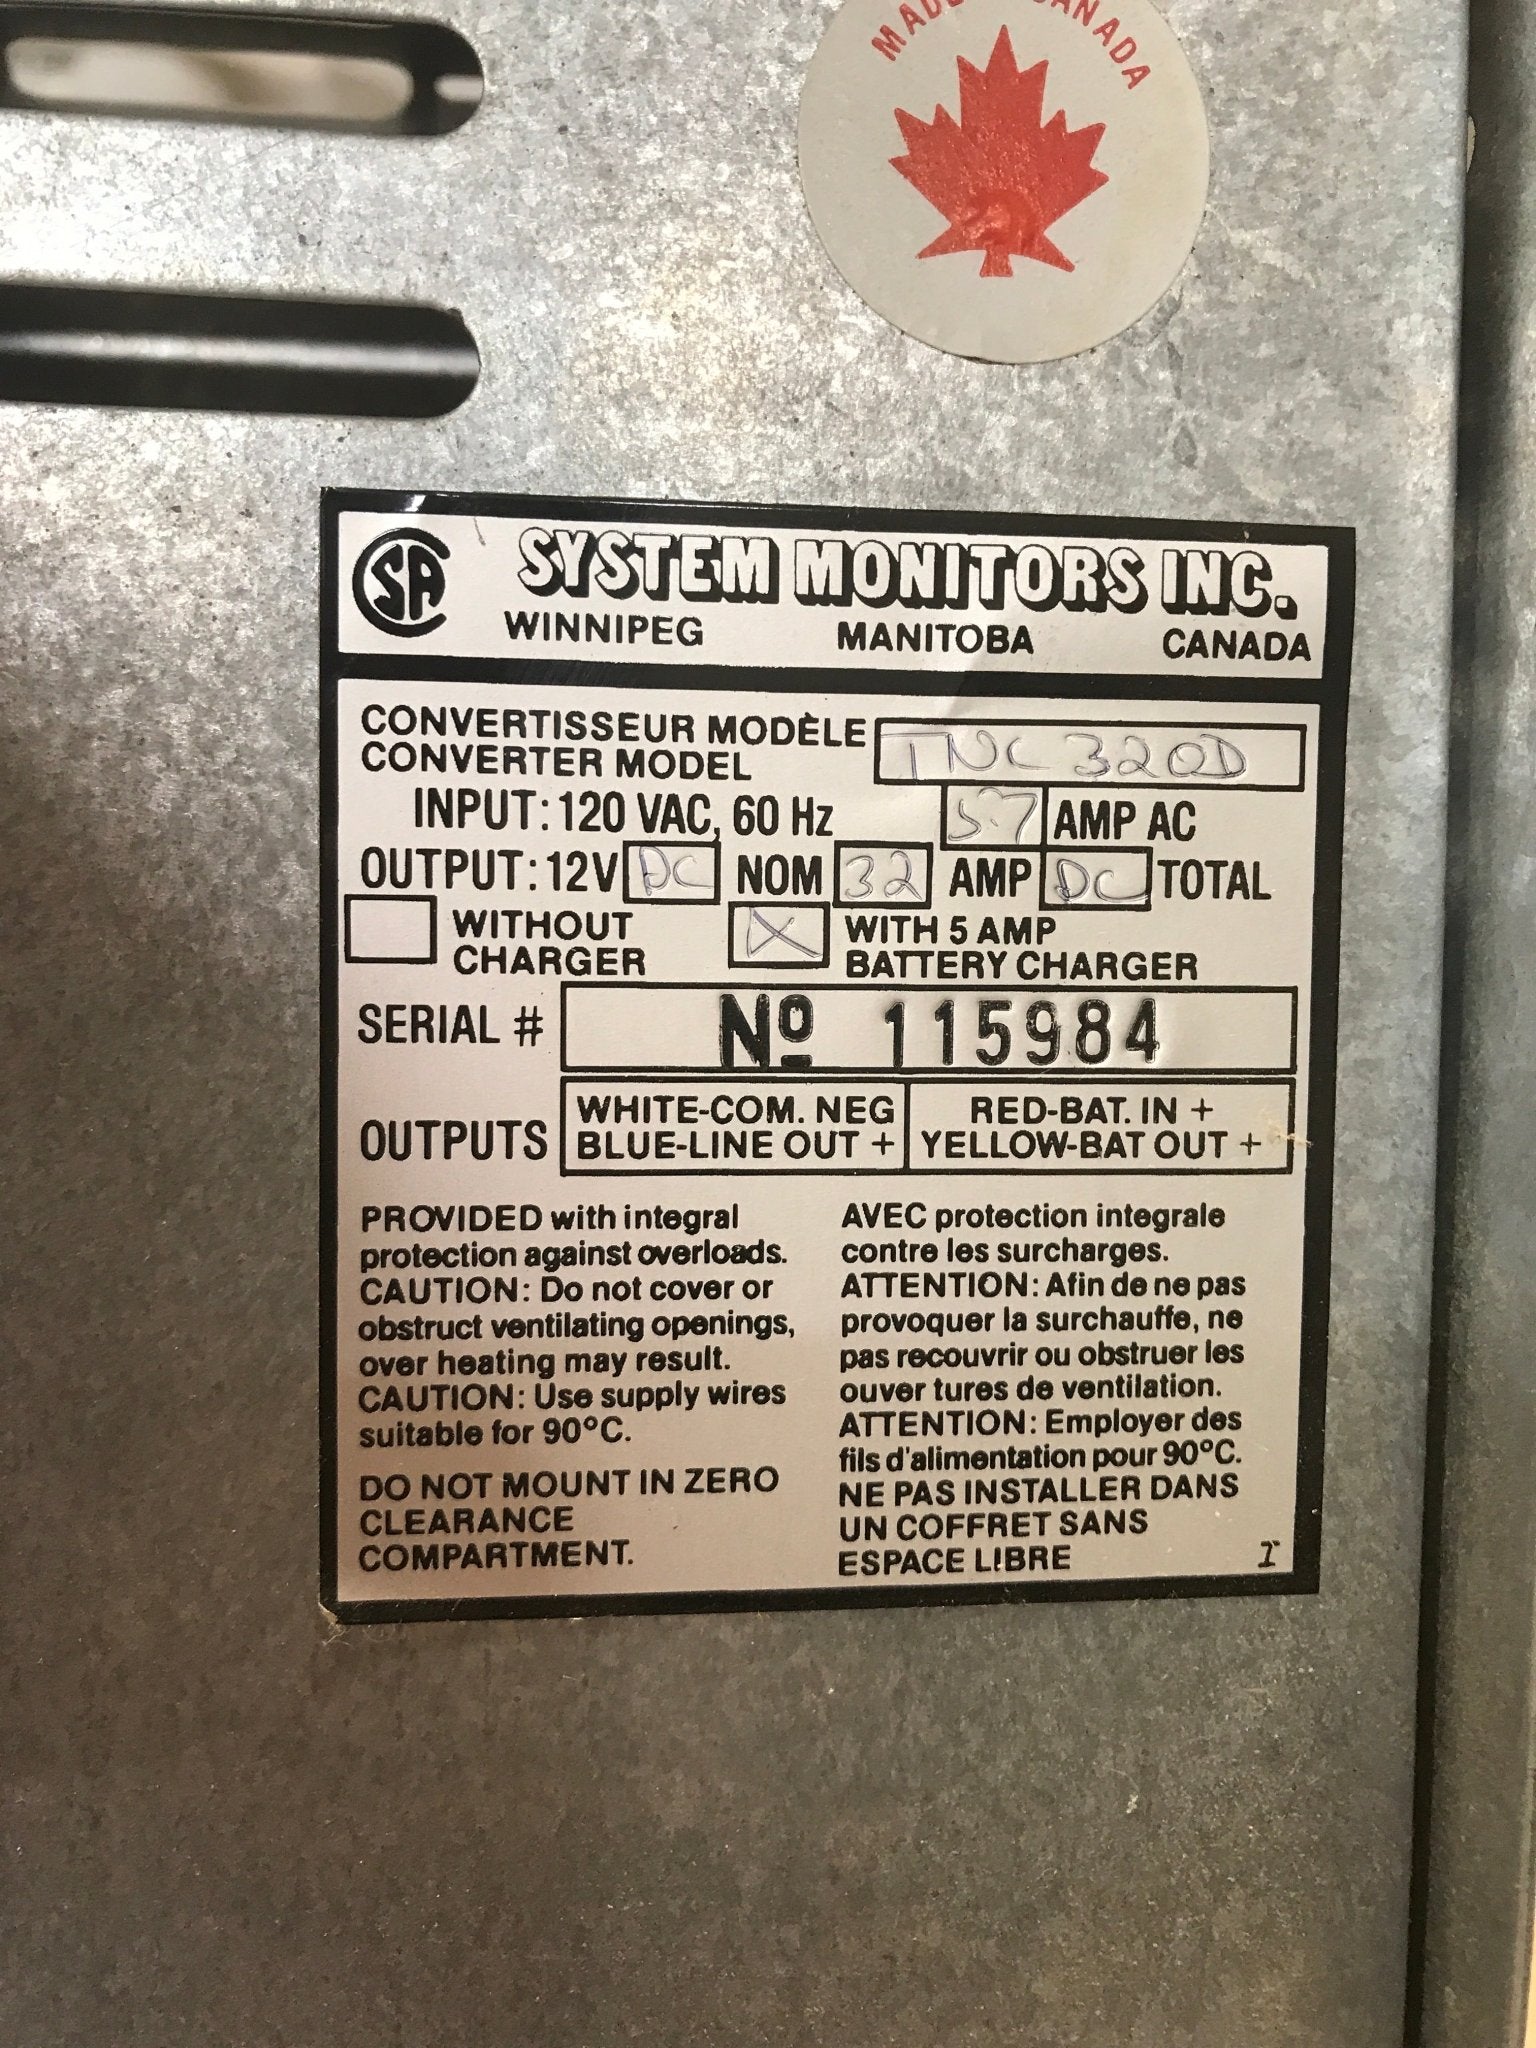 MADE CANADA
SYSTEM MONITORS INC.
WINNIPEG MANITOBA CANADA
CONVERTISSEUR MODÈLE
CONVERTER MODEL TNC 320D
INPUT: 120 VAC, 60 Hz 5.7 AMP AC
OUTPUT: 12V DC NOM 32 AMP DC TOTAL
WITHOUT CHARGER X WITH 5 AMP BATTERY CHARGER
SERIAL # Nº 115984
OUTPUTS
WHITE-COM. NEG
BLUE-LINE OUT +
RED-BAT. IN +
YELLOW-BAT OUT +
PROVIDED with integral
protection against overloads.
CAUTION: Do not cover or
obstruct ventilating openings,
over heating may result.
CAUTION: Use supply wires
suitable for 90°C.
DO NOT MOUNT IN ZERO
CLEARANCE
COMPARTMENT.
AVEC protection integrale
contre les surcharges.
ATTENTION: Afin de ne pas
provoquer la surchauffe, ne
pas recouvrir ou obstruer les
ouver tures de ventilation.
ATTENTION: Employer des
fils d'alimentation pour 90°C.
NE PAS INSTALLER DANS
UN COFFRET SANS
ESPACE LIBRE
I